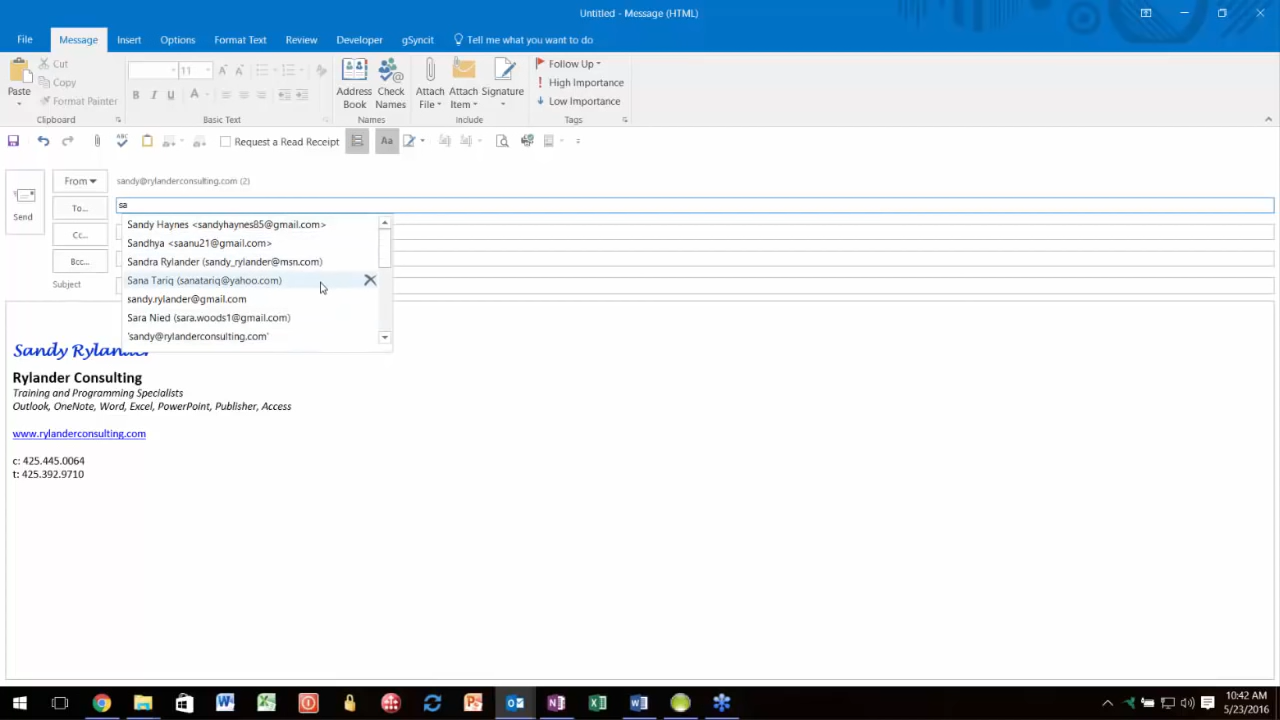 Untitled - Message (HTML)
File Message Insert Options Format Text Review Developer gSyncit Tell me what you want to do
Paste Cut Copy Format Painter
11
B I U A
Address Book Check Names
Attach File Attach Item Signature
Follow Up
High Importance
Low Importance
Clipboard Basic Text Names Include Tags
ABC Request a Read Receipt Aa
Send
From sandy@rylanderconsulting.com (2)
To... sa
Cc...
Bcc...
Subject
Sandy Haynes <sandyhaynes85@gmail.com>
Sandhya <saanu21@gmail.com>
Sandra Rylander (sandy_rylander@msn.com)
Sana Tariq (sanatariq@yahoo.com)
sandy.rylander@gmail.com
Sara Nied (sara.woods1@gmail.com)
'sandy@rylanderconsulting.com'
Sandy Rylander
Rylander Consulting
Training and Programming Specialists
Outlook, OneNote, Word, Excel, PowerPoint, Publisher, Access
www.rylanderconsulting.com
c: 425.445.0064
t: 425.392.9710
10:42 AM
5/23/2016